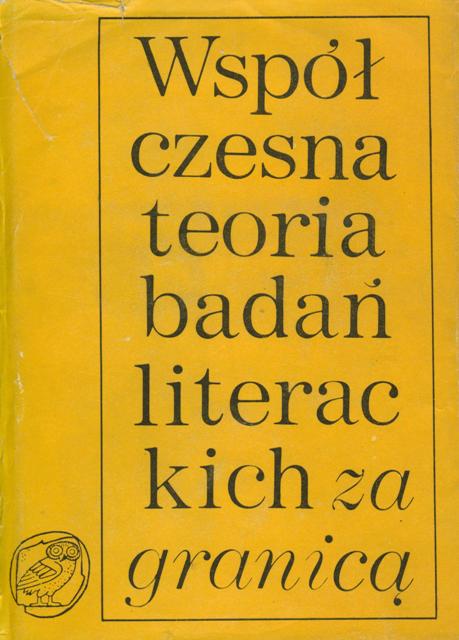 Współ
czesna
teoria
badań
literac
kich za
granicą